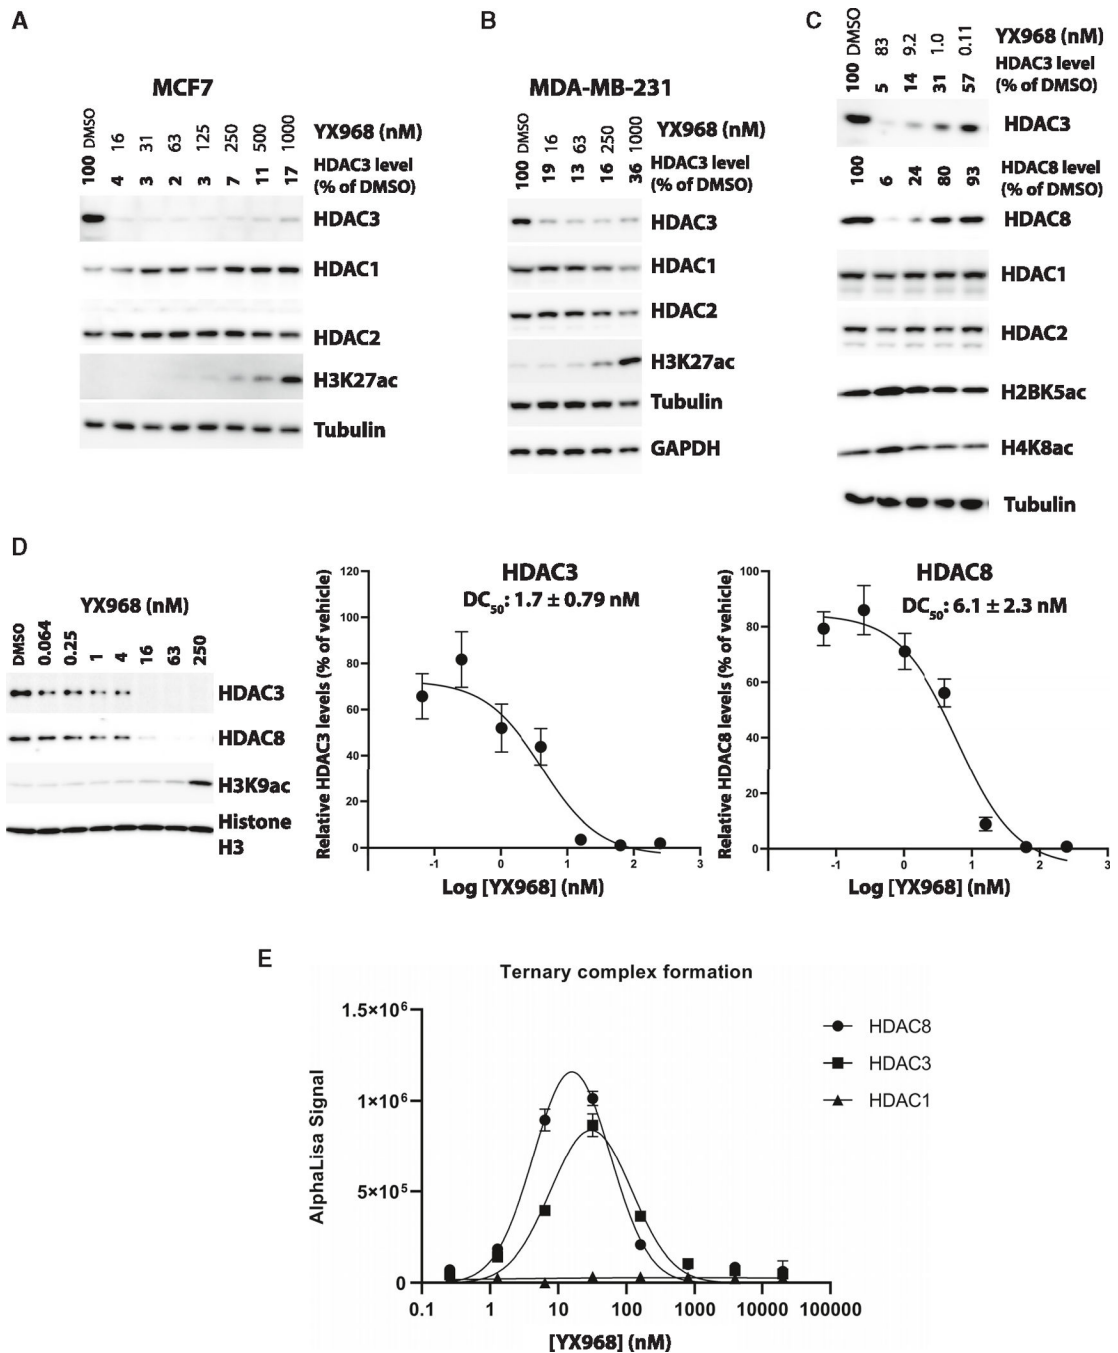 A
MCF7
DMSO 16 31 63 125 250 500 1000 YX968 (nM)
100 4 3 2 3 7 11 17 HDAC3 level
(% of DMSO)
HDAC3
HDAC1
HDAC2
H3K27ac
Tubulin
B
MDA-MB-231
DMSO 16 63 250 1000 YX968 (nM)
100 19 13 16 36 HDAC3 level
(% of DMSO)
HDAC3
HDAC1
HDAC2
H3K27ac
Tubulin
GAPDH
C
DMSO 83 9.2 1.0 0.11 YX968 (nM)
100 5 14 31 57 HDAC3 level
(% of DMSO)
HDAC3
100 6 24 80 93 HDAC8 level
(% of DMSO)
HDAC8
HDAC1
HDAC2
H2BK5ac
H4K8ac
Tubulin
D
YX968 (nM)
DMSO 0.064 0.25 1 4 16 63 250
HDAC3
HDAC8
H3K9ac
Histone
H3
HDAC3
DC50: 1.7 ± 0.79 nM
Relative HDAC3 levels (% of vehicle)
120
100
80
60
40
20
0
-1 0 1 2 3
Log [YX968] (nM)
HDAC8
DC50: 6.1 ± 2.3 nM
Relative HDAC8 levels (% of vehicle)
100
80
60
40
20
0
-1 0 1 2 3
Log [YX968] (nM)
E
Ternary complex formation
AlphaLisa Signal
1.5×10⁶
1×10⁶
5×10⁵
0
0.1 1 10 100 1000 10000 100000
[YX968] (nM)
HDAC8
HDAC3
HDAC1